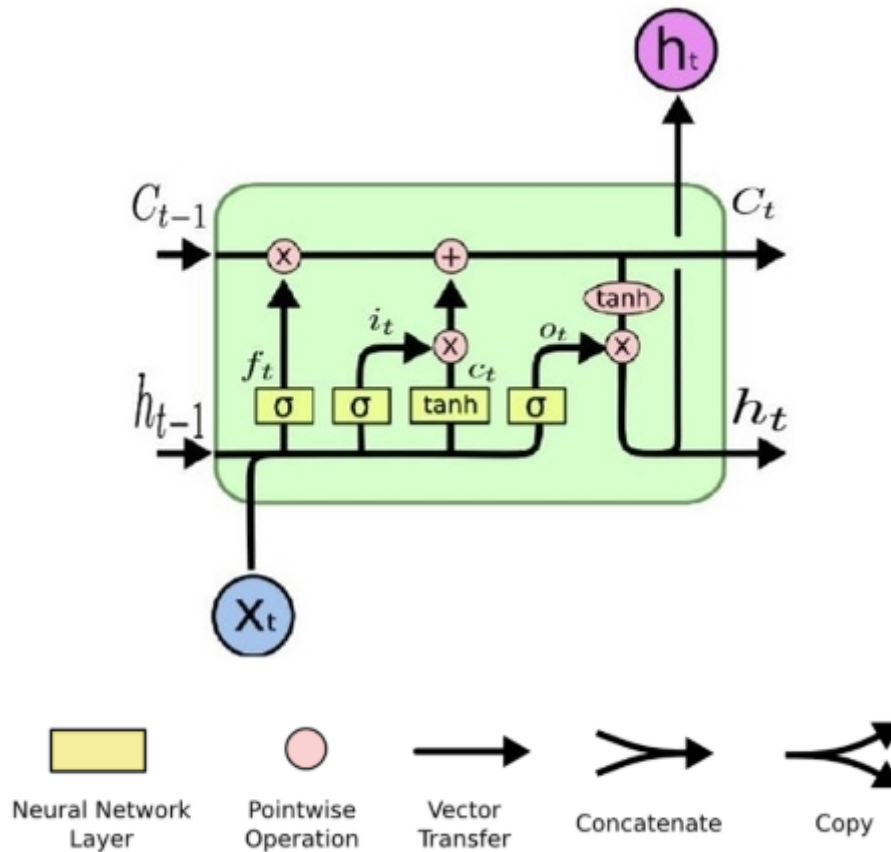 hₜ
Cₜ₋₁
Cₜ
x
+
tanh
iₜ
x
oₜ
x
fₜ
cₜ
σ
σ
tanh
σ
hₜ₋₁
hₜ
Xₜ
Neural Network
Layer
Pointwise
Operation
Vector
Transfer
Concatenate
Copy